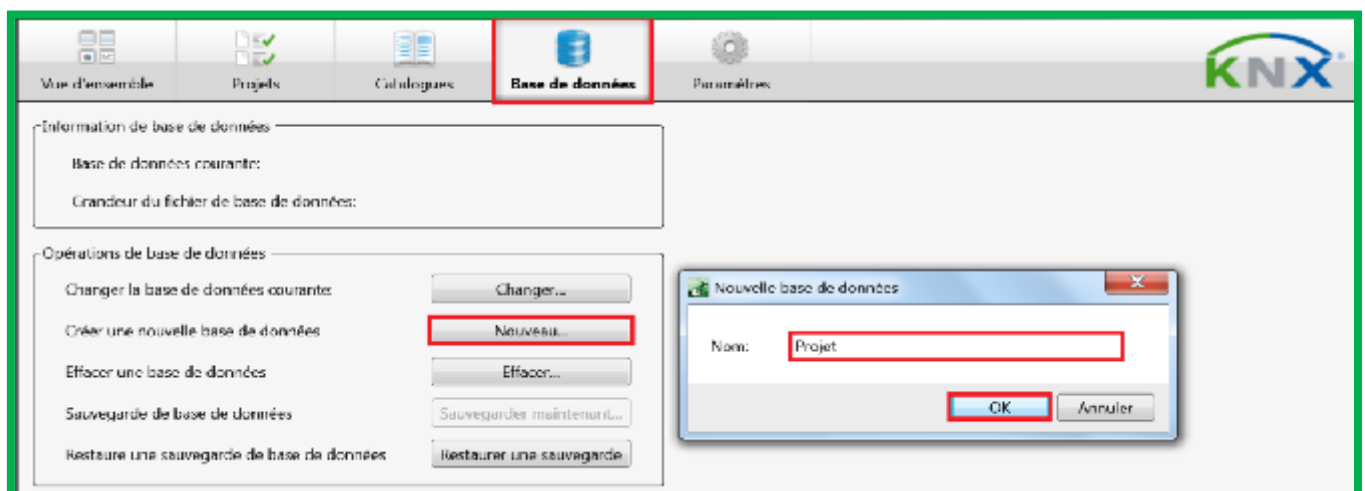 Vue d'ensemble Projets Catalogues Base de données Paramètres KNX
Information de base de données
Base de données courante:
Grandeur du fichier de base de données:
Opérations de base de données
Changer la base de données courante: Changer...
Créer une nouvelle base de données Nouveau...
Effacer une base de données Effacer...
Sauvegarde de base de données Sauvegarder maintenant...
Restaure une sauvegarde de base de données Restaurer une sauvegarde
Nouvelle base de données
Nom: Projet
OK Annuler